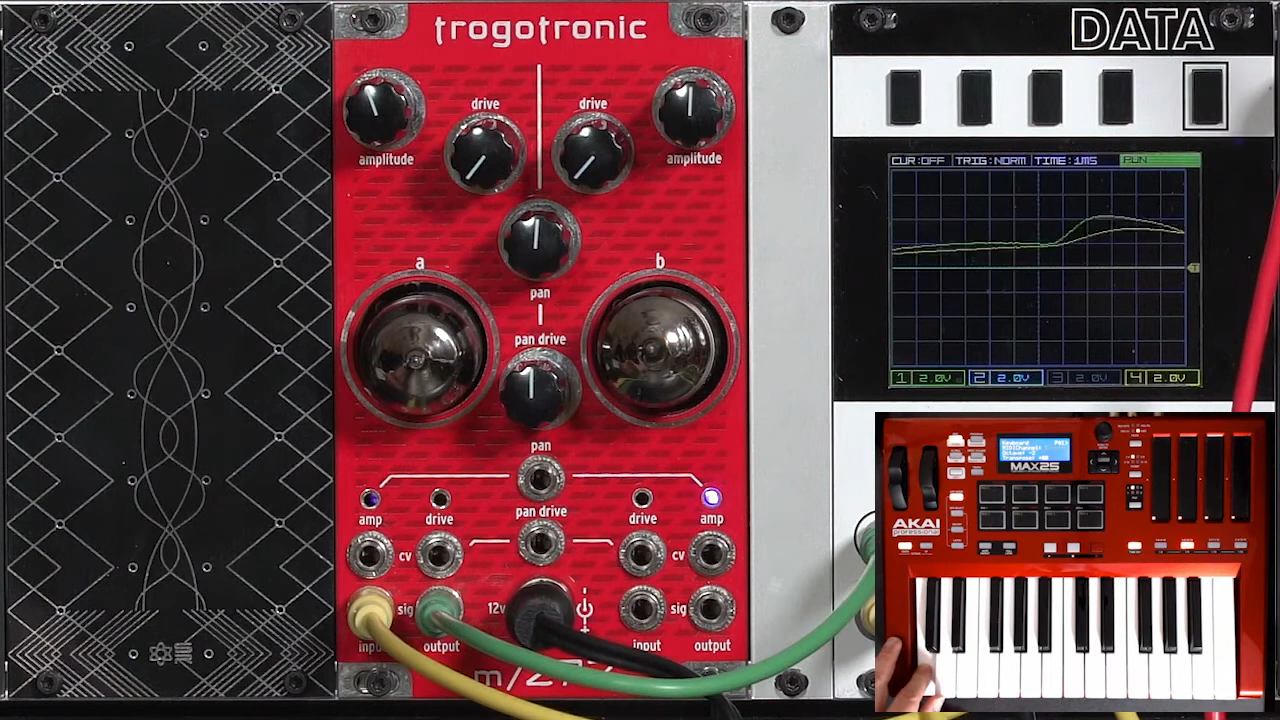 trogotronic
DATA
drive
drive
amplitude
amplitude
CUR:OFF TRIG:NORM TIME:1MS RUN
a
b
pan
pan drive
1 2.0V 2 2.0V 3 2.0V 4 2.0V
pan
Keyboard
MAX25
amp
drive
pan drive
drive
amp
AKAI
professional
cv
cv
sig
12v
sig
input
output
input
output